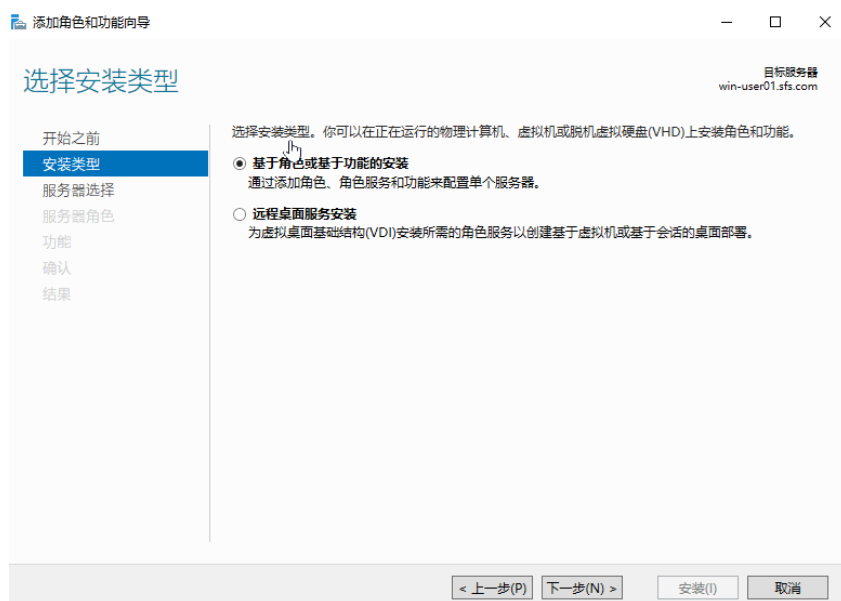 添加角色和功能向导
选择安装类型
目标服务器
win-user01.sfs.com
开始之前
安装类型
服务器选择
服务器角色
功能
确认
结果
选择安装类型。你可以在正在运行的物理计算机、虚拟机或脱机虚拟硬盘(VHD)上安装角色和功能。
基于角色或基于功能的安装
通过添加角色、角色服务和功能来配置单个服务器。
远程桌面服务安装
为虚拟桌面基础结构(VDI)安装所需的角色服务以创建基于虚拟机或基于会话的桌面部署。
< 上一步(P)
下一步(N) >
安装(I)
取消